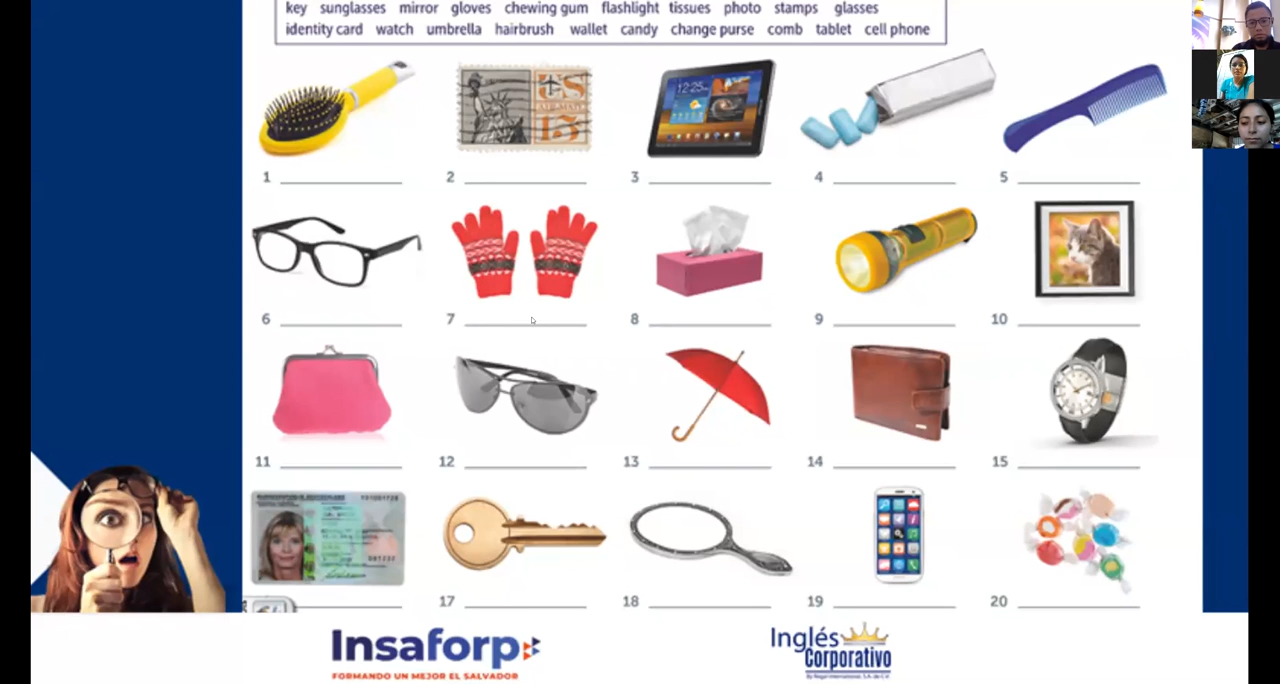 key sunglasses mirror gloves chewing gum flashlight tissues photo stamps glasses
identity card watch umbrella hairbrush wallet candy change purse comb tablet cell phone
12:25
1 2 3 4 5
6 7 8 9 10
11 12 13 14 15
17 18 19 20
Insaforp
FORMANDO UN MEJOR EL SALVADOR
Inglés
Corporativo